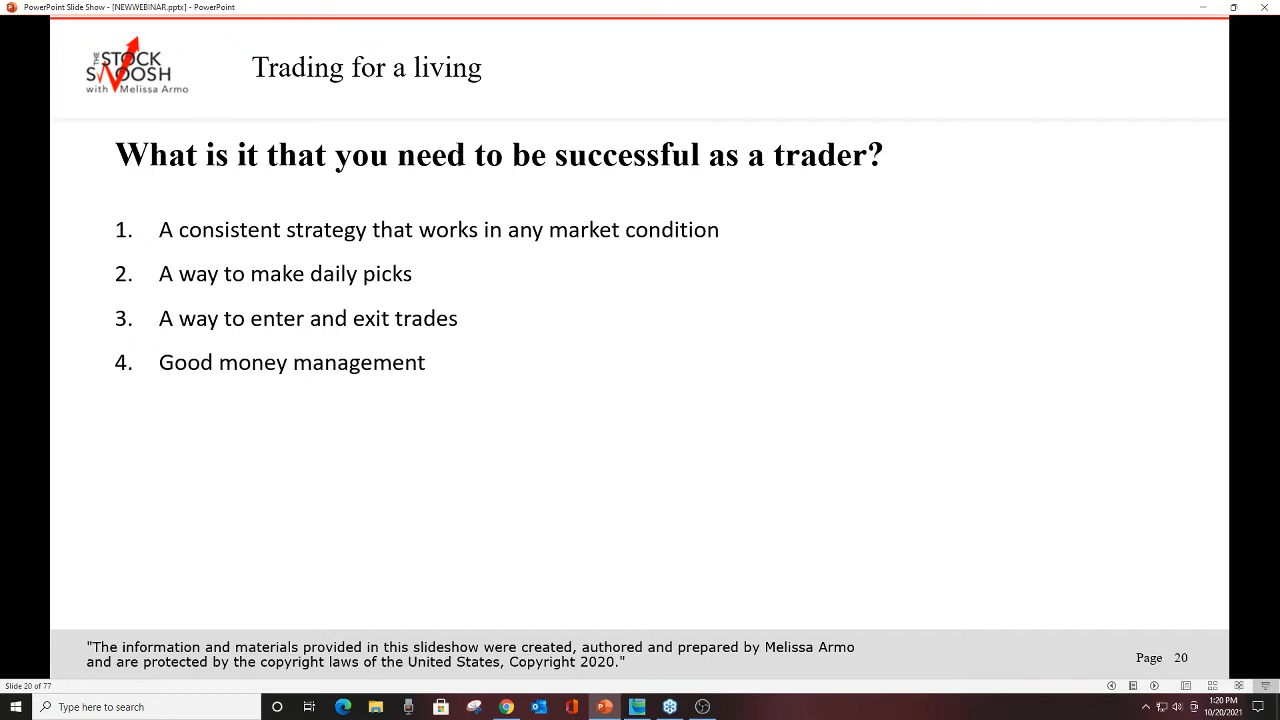 PowerPoint Slide Show - [NEWWEBINAR.pptx] - PowerPoint
THE STOCK
SWOOSH
with Melissa Armo
Trading for a living
What is it that you need to be successful as a trader?
1. A consistent strategy that works in any market condition
2. A way to make daily picks
3. A way to enter and exit trades
4. Good money management
"The information and materials provided in this slideshow were created, authored and prepared by Melissa Armo
and are protected by the copyright laws of the United States, Copyright 2020."
Page 20
Slide 20 of 77
Type here to search
1:20 PM
10/20/2021